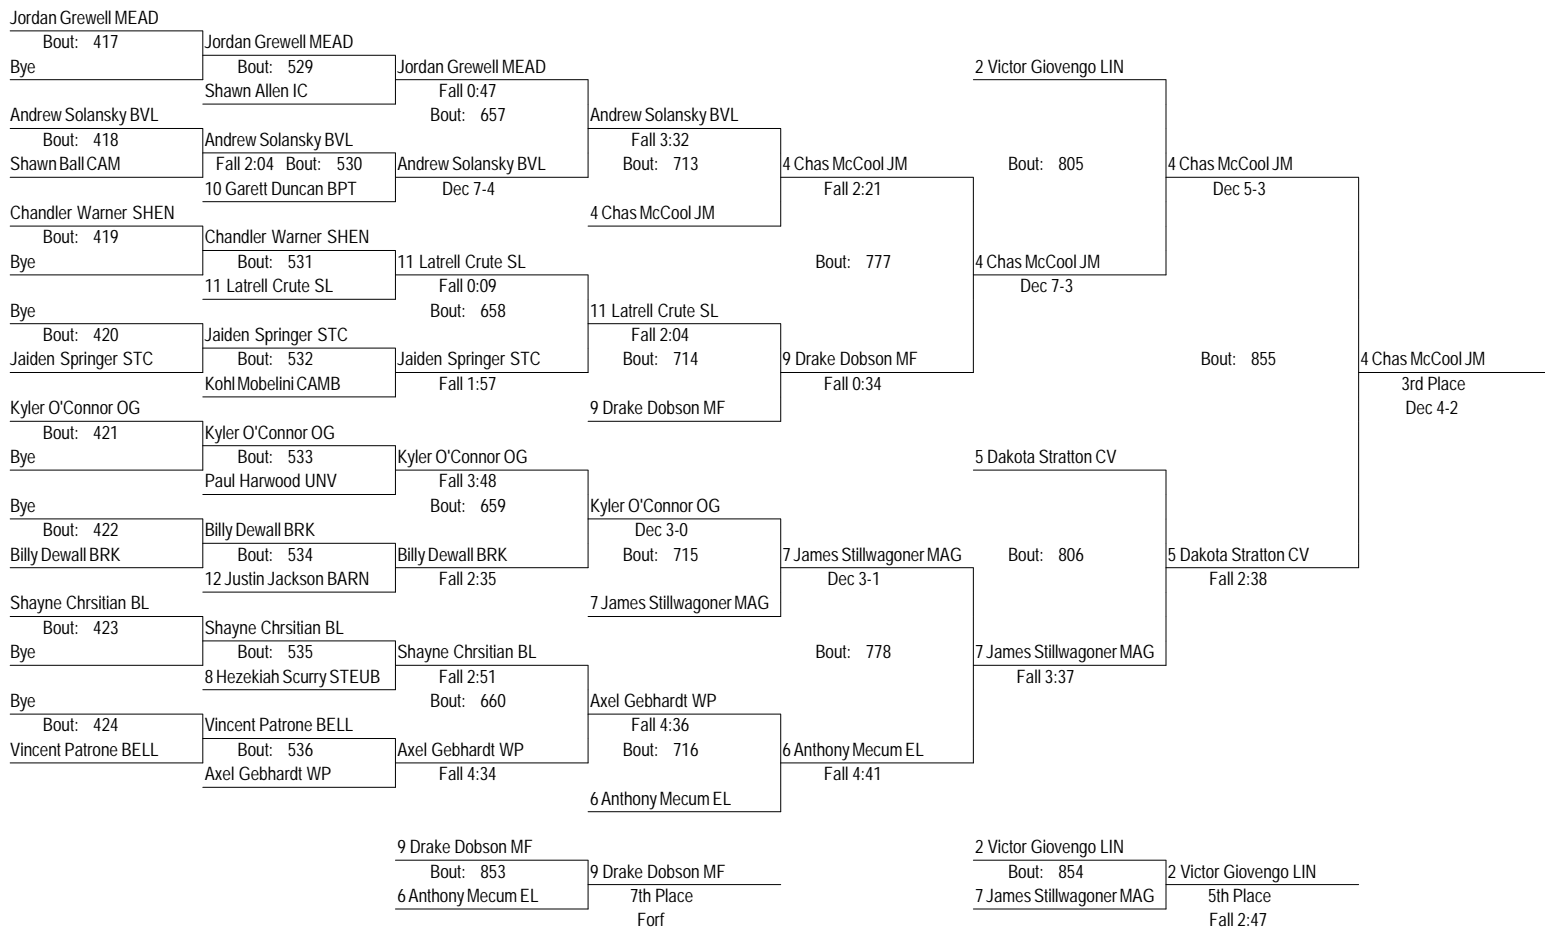 Jordan Grewell MEAD
Bout: 417
Bye
Andrew Solansky BVL
Bout: 418
Shawn Ball CAM
Chandler Warner SHEN
Bout: 419
Bye
Bye
Bout: 420
Jaiden Springer STC
Kyler O'Connor OG
Bout: 421
Bye
Bye
Bout: 422
Billy Dewall BRK
Shayne Chrsitian BL
Bout: 423
Bye
Bye
Bout: 424
Vincent Patrone BELL
Jordan Grewell MEAD
Bout: 529
Shawn Allen IC
Andrew Solansky BVL
Fall 2:04 Bout: 530
10 Garett Duncan BPT
Chandler Warner SHEN
Bout: 531
11 Latrell Crute SL
Jaiden Springer STC
Bout: 532
Kohl Mobelini CAMB
Kyler O'Connor OG
Bout: 533
Paul Harwood UNV
Billy Dewall BRK
Bout: 534
12 Justin Jackson BARN
Shayne Chrsitian BL
Bout: 535
8 Hezekiah Scurry STEUB
Vincent Patrone BELL
Bout: 536
Axel Gebhardt WP
Jordan Grewell MEAD
Fall 0:47
Bout: 657
Andrew Solansky BVL
Dec 7-4
11 Latrell Crute SL
Fall 0:09
Bout: 658
Jaiden Springer STC
Fall 1:57
Kyler O'Connor OG
Fall 3:48
Bout: 659
Billy Dewall BRK
Fall 2:35
Shayne Chrsitian BL
Fall 2:51
Bout: 660
Axel Gebhardt WP
Fall 4:34
Andrew Solansky BVL
Fall 3:32
Bout: 713
4 Chas McCool JM
11 Latrell Crute SL
Fall 2:04
Bout: 714
9 Drake Dobson MF
Kyler O'Connor OG
Dec 3-0
Bout: 715
7 James Stillwagoner MAG
Axel Gebhardt WP
Fall 4:36
Bout: 716
6 Anthony Mecum EL
4 Chas McCool JM
Fall 2:21
Bout: 777
9 Drake Dobson MF
Fall 0:34
7 James Stillwagoner MAG
Dec 3-1
Bout: 778
6 Anthony Mecum EL
Fall 4:41
2 Victor Giovengo LIN
Bout: 805
4 Chas McCool JM
Dec 7-3
5 Dakota Stratton CV
Bout: 806
7 James Stillwagoner MAG
Fall 3:37
4 Chas McCool JM
Dec 5-3
Bout: 855
5 Dakota Stratton CV
Fall 2:38
4 Chas McCool JM
3rd Place
Dec 4-2
9 Drake Dobson MF
Bout: 853
6 Anthony Mecum EL
9 Drake Dobson MF
7th Place
Forf
2 Victor Giovengo LIN
Bout: 854
7 James Stillwagoner MAG
2 Victor Giovengo LIN
5th Place
Fall 2:47